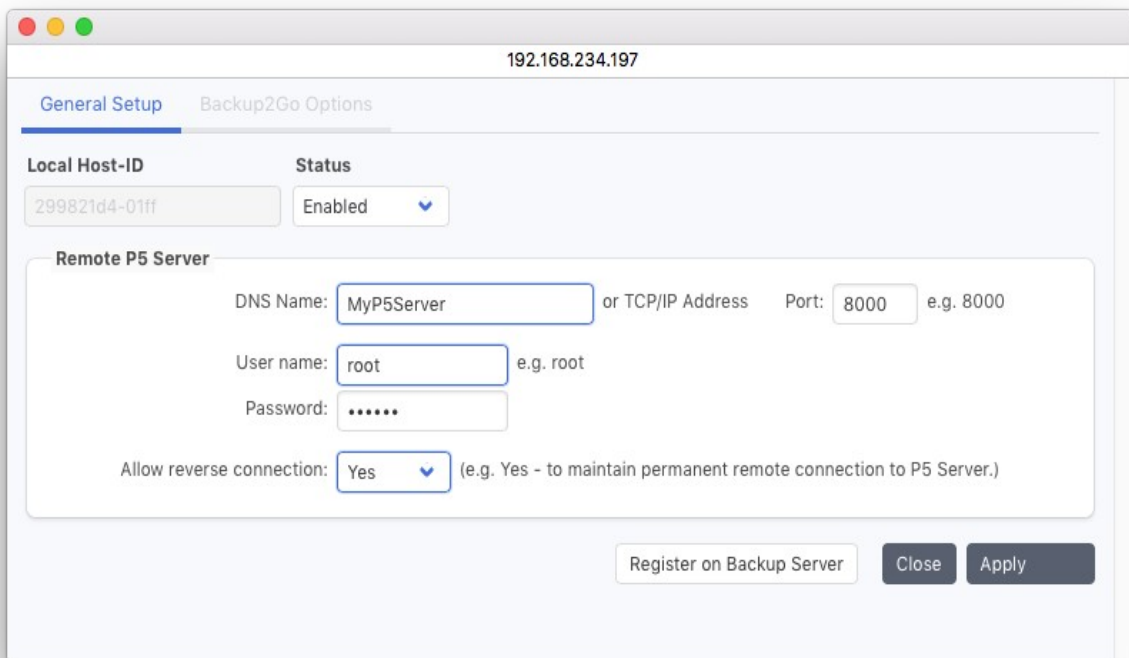 192.168.234.197
General Setup Backup2Go Options
Local Host-ID Status
299821d4-01ff Enabled
Remote P5 Server
DNS Name: MyP5Server or TCP/IP Address Port: 8000 e.g. 8000
User name: root e.g. root
Password: ••••••
Allow reverse connection: Yes (e.g. Yes - to maintain permanent remote connection to P5 Server.)
Register on Backup Server Close Apply